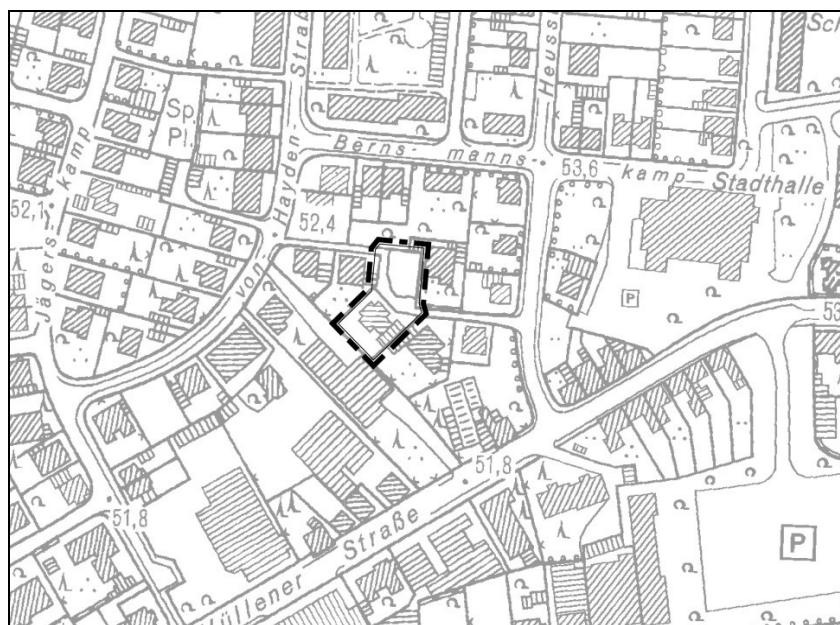 Sch
Straß
Heuss
Sp.
Pl.
Berns- manns-
53,6
kamp
Stadthalle
kamp
52,1
Hayden
52,4
von
Jägers-
P
53
51,8
51,8
Straße
P
üllener